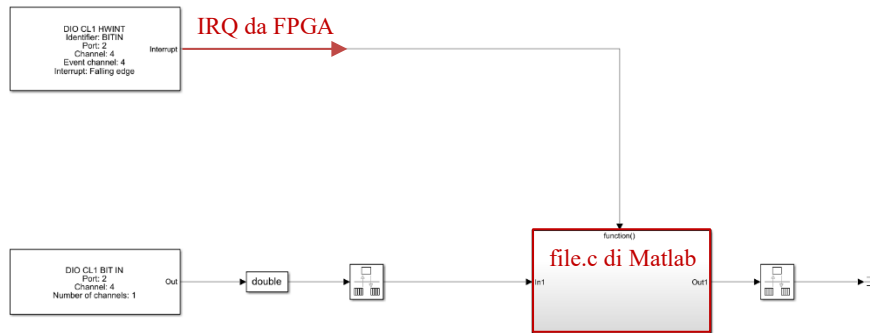 DIO CL1 HWINT
Identifier: BITIN
Port: 2
Channel: 4
Event channel: 4
Interrupt: Falling edge
Interrupt
IRQ da FPGA
DIO CL1 BIT IN
Port: 2
Channel: 4
Number of channels: 1
Out
double
function()
file.c di Matlab
In1
Out1